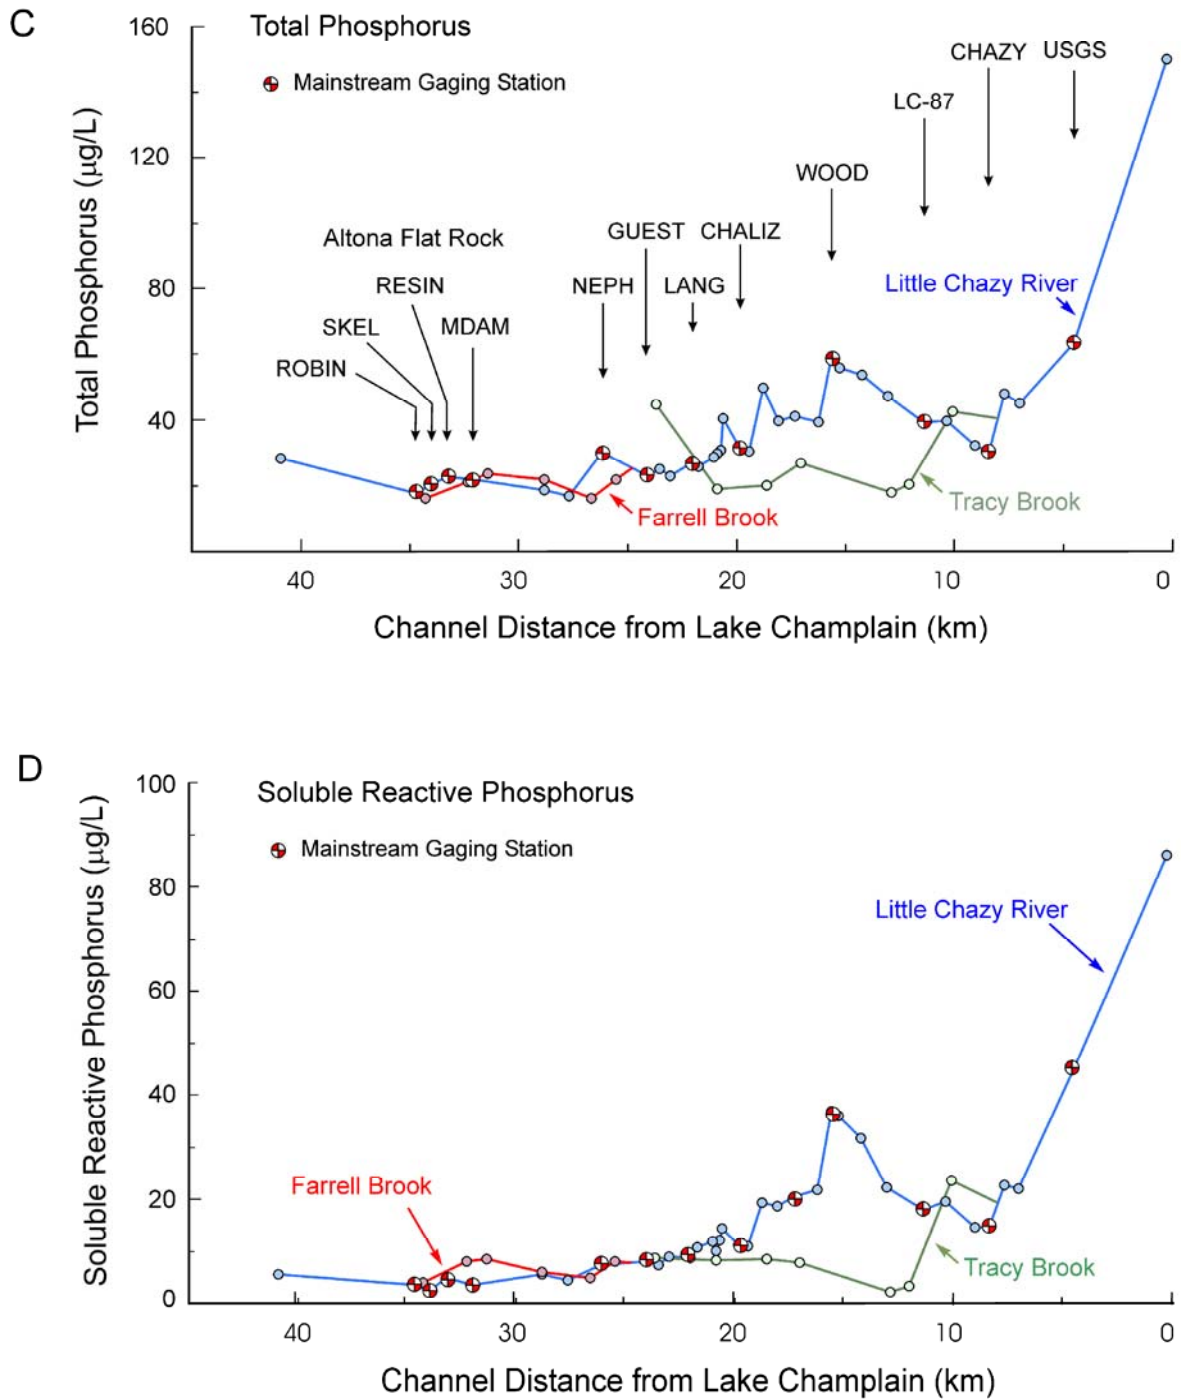 C
Total Phosphorus
Mainstream Gaging Station
Total Phosphorus (µg/L)
160
120
80
40
CHAZY USGS
LC-87
WOOD
GUEST CHALIZ
Altona Flat Rock
RESIN
NEPH LANG
Little Chazy River
SKEL MDAM
ROBIN
Farrell Brook
Tracy Brook
40 30 20 10 0
Channel Distance from Lake Champlain (km)
D
Soluble Reactive Phosphorus
Mainstream Gaging Station
Soluble Reactive Phosphorus (µg/L)
100
80
60
40
20
0
Little Chazy River
Farrell Brook
Tracy Brook
40 30 20 10 0
Channel Distance from Lake Champlain (km)